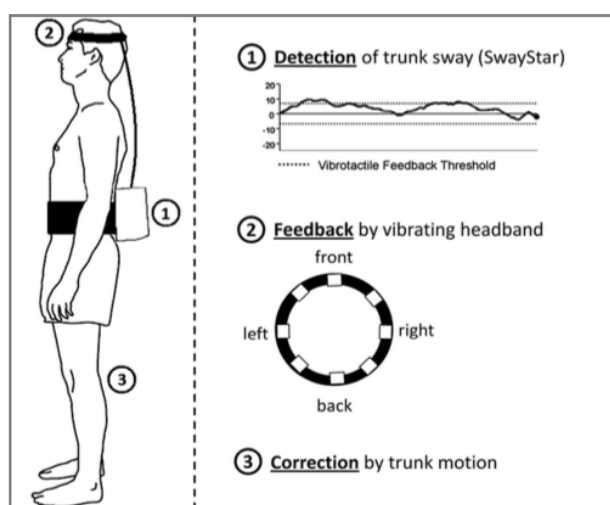 2
1
3
1 Detection of trunk sway (SwayStar)
20
10
0
-10
-20
Vibrotactile Feedback Threshold
2 Feedback by vibrating headband
front
left
right
back
3 Correction by trunk motion